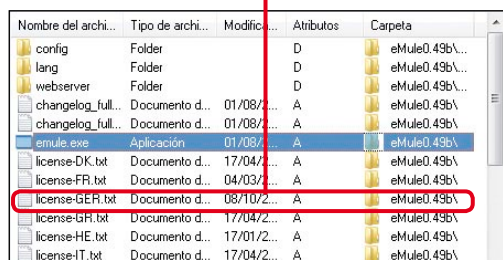 Nombre del archi... Tipo de archi... Modifica... Atributos Carpeta
config Folder D eMule0.49b\...
lang Folder D eMule0.49b\...
webserver Folder D eMule0.49b\...
changelog_full... Documento d... 01/08/2... A eMule0.49b\
changelog_full... Documento d... 01/08/2... A eMule0.49b\
emule.exe Aplicación 01/08/2... A eMule0.49b\
license-DK.txt Documento d... 17/04/2... A eMule0.49b\
license-FR.txt Documento d... 04/03/2... A eMule0.49b\
license-GER.txt Documento d... 08/10/2... A eMule0.49b\
license-GR.txt Documento d... 17/04/2... A eMule0.49b\
license-HE.txt Documento d... 17/01/2... A eMule0.49b\
license-IT.txt Documento d... 17/04/2... A eMule0.49b\